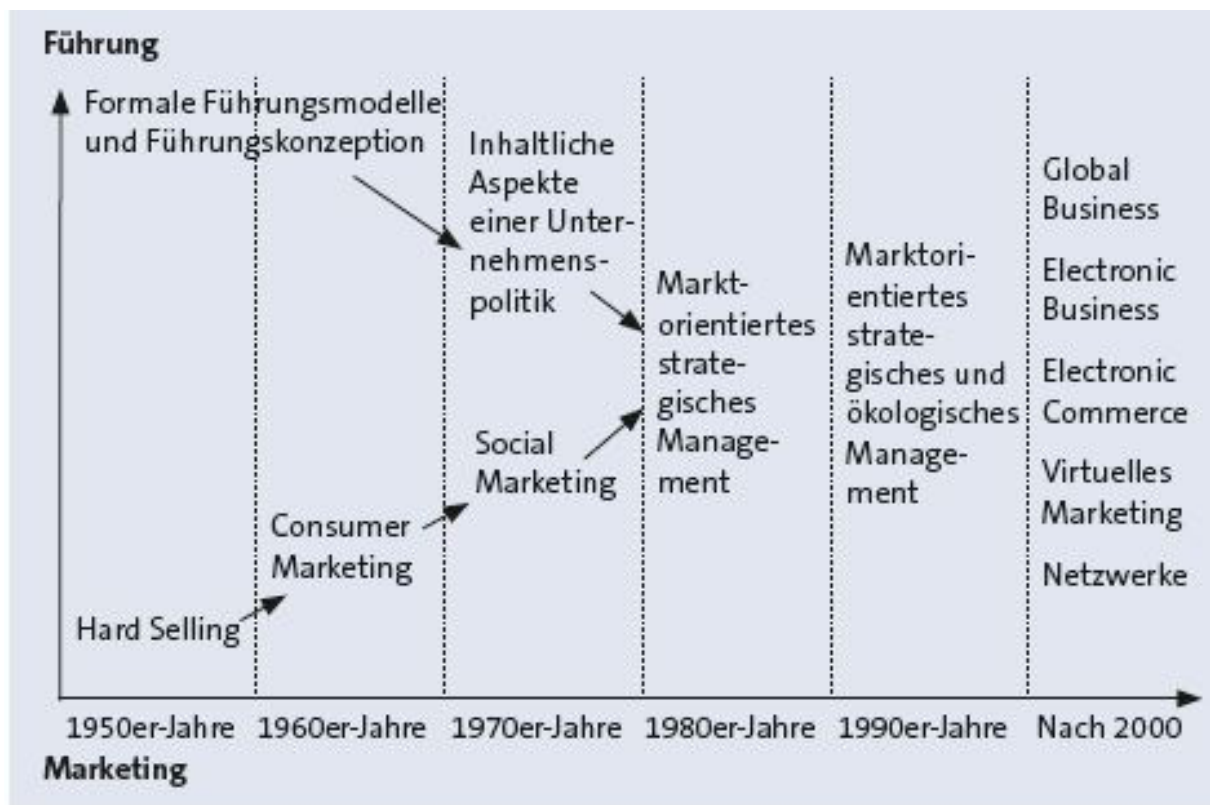 Führung
Formale Führungsmodelle
und Führungskonzeption
Inhaltliche
Aspekte
einer Unter-
nehmens-
politik
Markt-
orientiertes
strate-
gisches
Manage-
ment
Marktori-
entiertes
strate-
gisches und
ökologisches
Manage-
ment
Global
Business
Electronic
Business
Electronic
Commerce
Virtuelles
Marketing
Netzwerke
Social
Marketing
Consumer
Marketing
Hard Selling
1950er-Jahre 1960er-Jahre 1970er-Jahre 1980er-Jahre 1990er-Jahre Nach 2000
Marketing